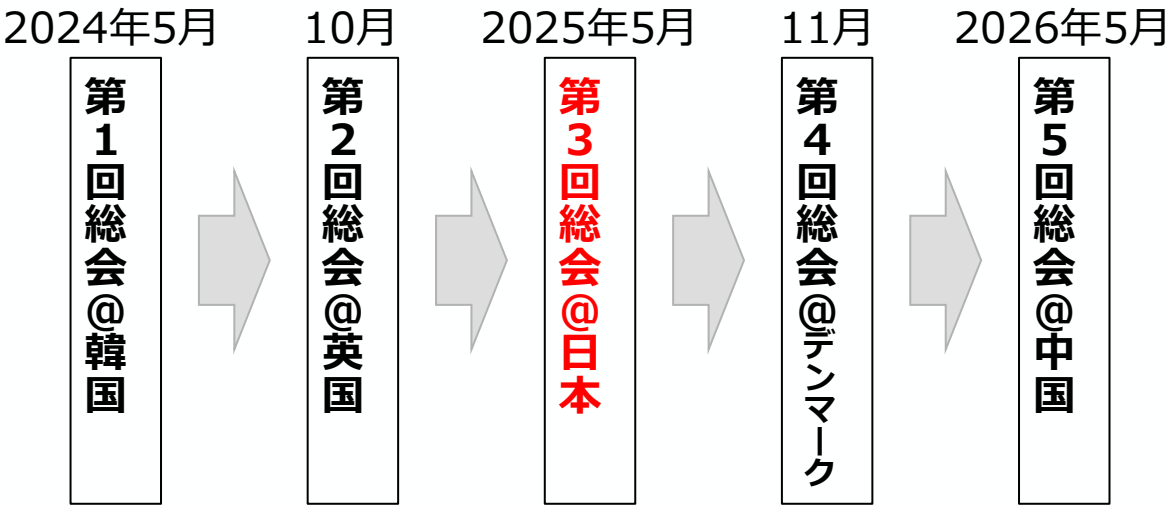 2024年5月
10月
2025年5月
11月
2026年5月
第1回総会@韓国
第2回総会@英国
第3回総会@日本
第4回総会@デンマーク
第5回総会@中国